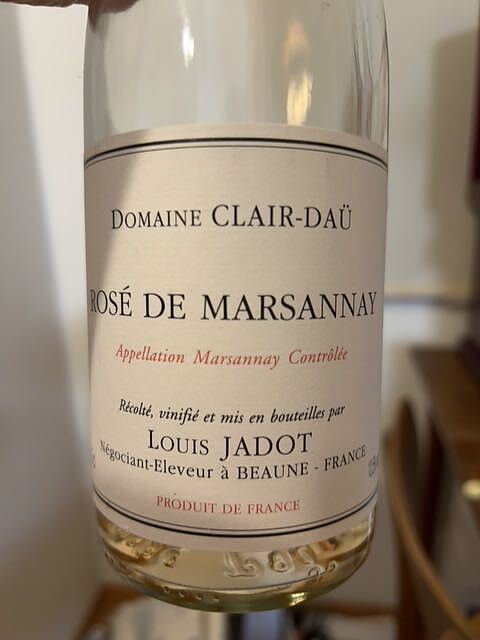 DOMAINE CLAIR-DAÜ
ROSÉ DE MARSANNAY
Appellation Marsannay Contrôlée
Récolté, vinifié et mis en bouteilles par
LOUIS JADOT
Négociant-Eleveur à BEAUNE - FRANCE
PRODUIT DE FRANCE